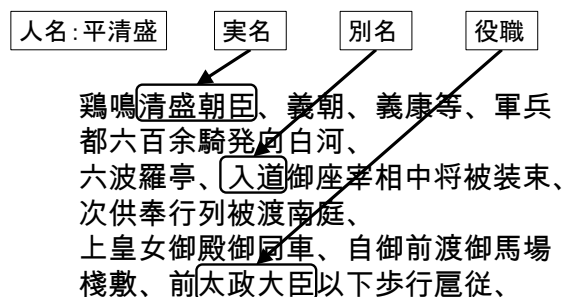 人名:平清盛 実名 別名 役職
鶏鳴清盛朝臣、義朝、義康等、軍兵
都六百余騎発向白河、
六波羅亭、入道御座宰相中将被装束、
次供奉行列被渡南庭、
上皇女御殿御同車、自御前渡御馬場
棧敷、前太政大臣以下歩行扈従、